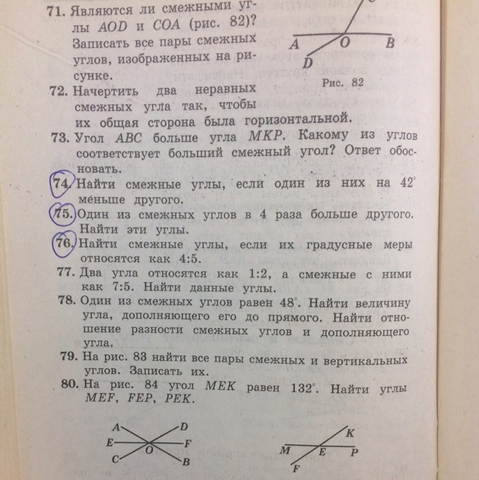 71. Являются ли смежными уг-
лы AOD и COA (рис. 82)?
Записать все пары смежных
углов, изображенных на ри-
сунке.
A O B
D
Рис. 82
72. Начертить два неравных
смежных угла так, чтобы
их общая сторона была горизонтальной.
73. Угол ABC больше угла MKP. Какому из углов
соответствует больший смежный угол? Ответ обос-
новать.
74. Найти смежные углы, если один из них на 42°
меньше другого.
75. Один из смежных углов в 4 раза больше другого.
Найти эти углы.
76. Найти смежные углы, если их градусные меры
относятся как 4:5.
77. Два угла относятся как 1:2, а смежные с ними
как 7:5. Найти данные углы.
78. Один из смежных углов равен 48°. Найти величину
угла, дополняющего его до прямого. Найти отно-
шение разности смежных углов и дополняющего
угла.
79. На рис. 83 найти все пары смежных и вертикальных
углов. Записать их.
80. На рис. 84 угол MEK равен 132°. Найти углы
MEF, FEP, PEK.
A D
E O F
C B
K
M E P
F